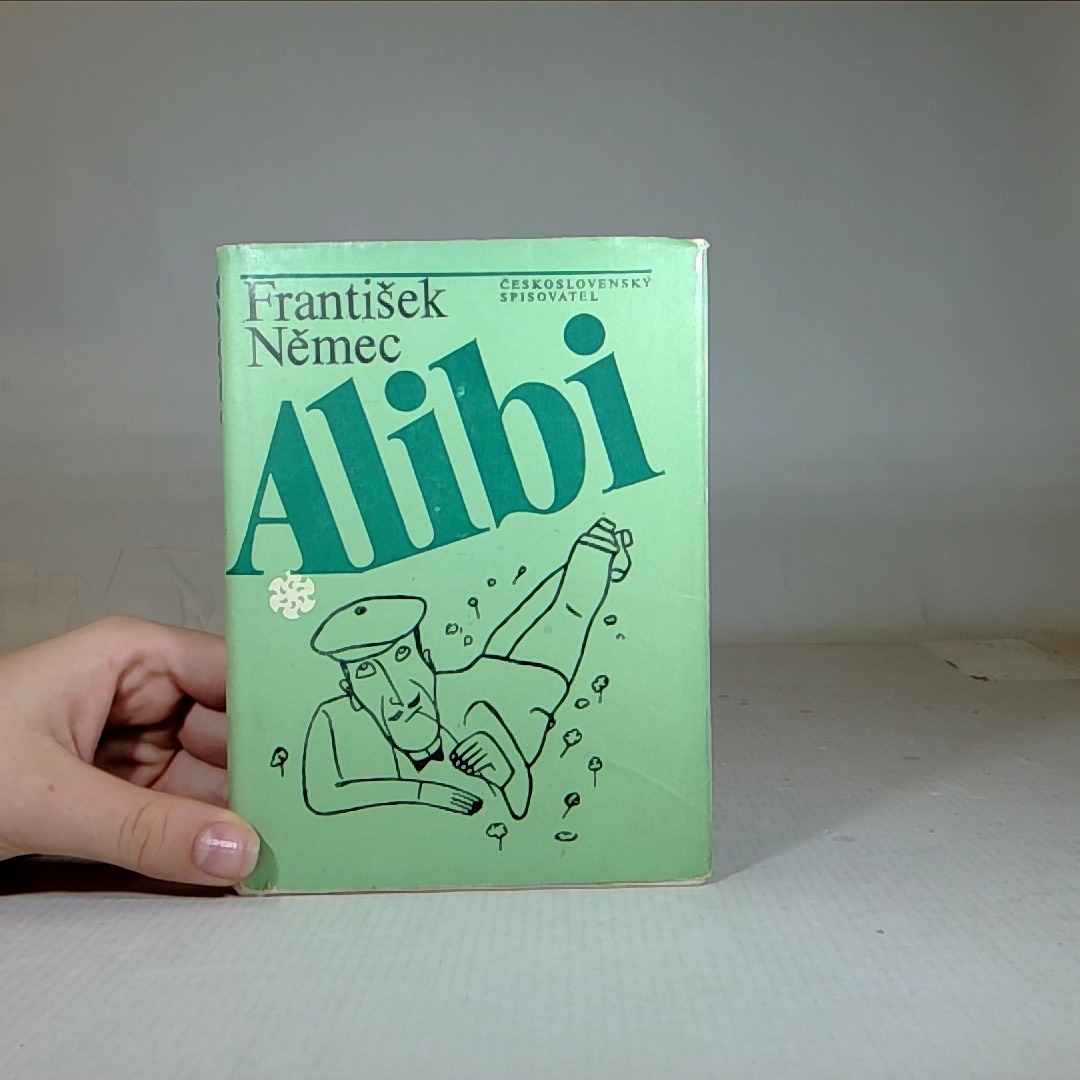 František
Němec
ČESKOSLOVENSKÝ
SPISOVATEL
Alibi